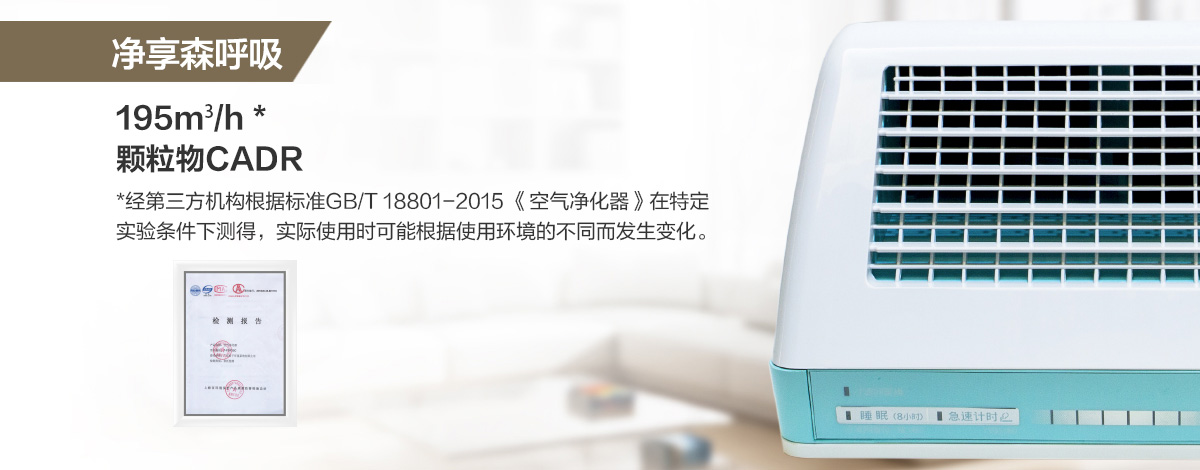 净享森呼吸
195m³/h *
颗粒物CADR
*经第三方机构根据标准GB/T 18801-2015《空气净化器》在特定
实验条件下测得，实际使用时可能根据使用环境的不同而发生变化。
检测报告
睡眠(8小时) 急速计时